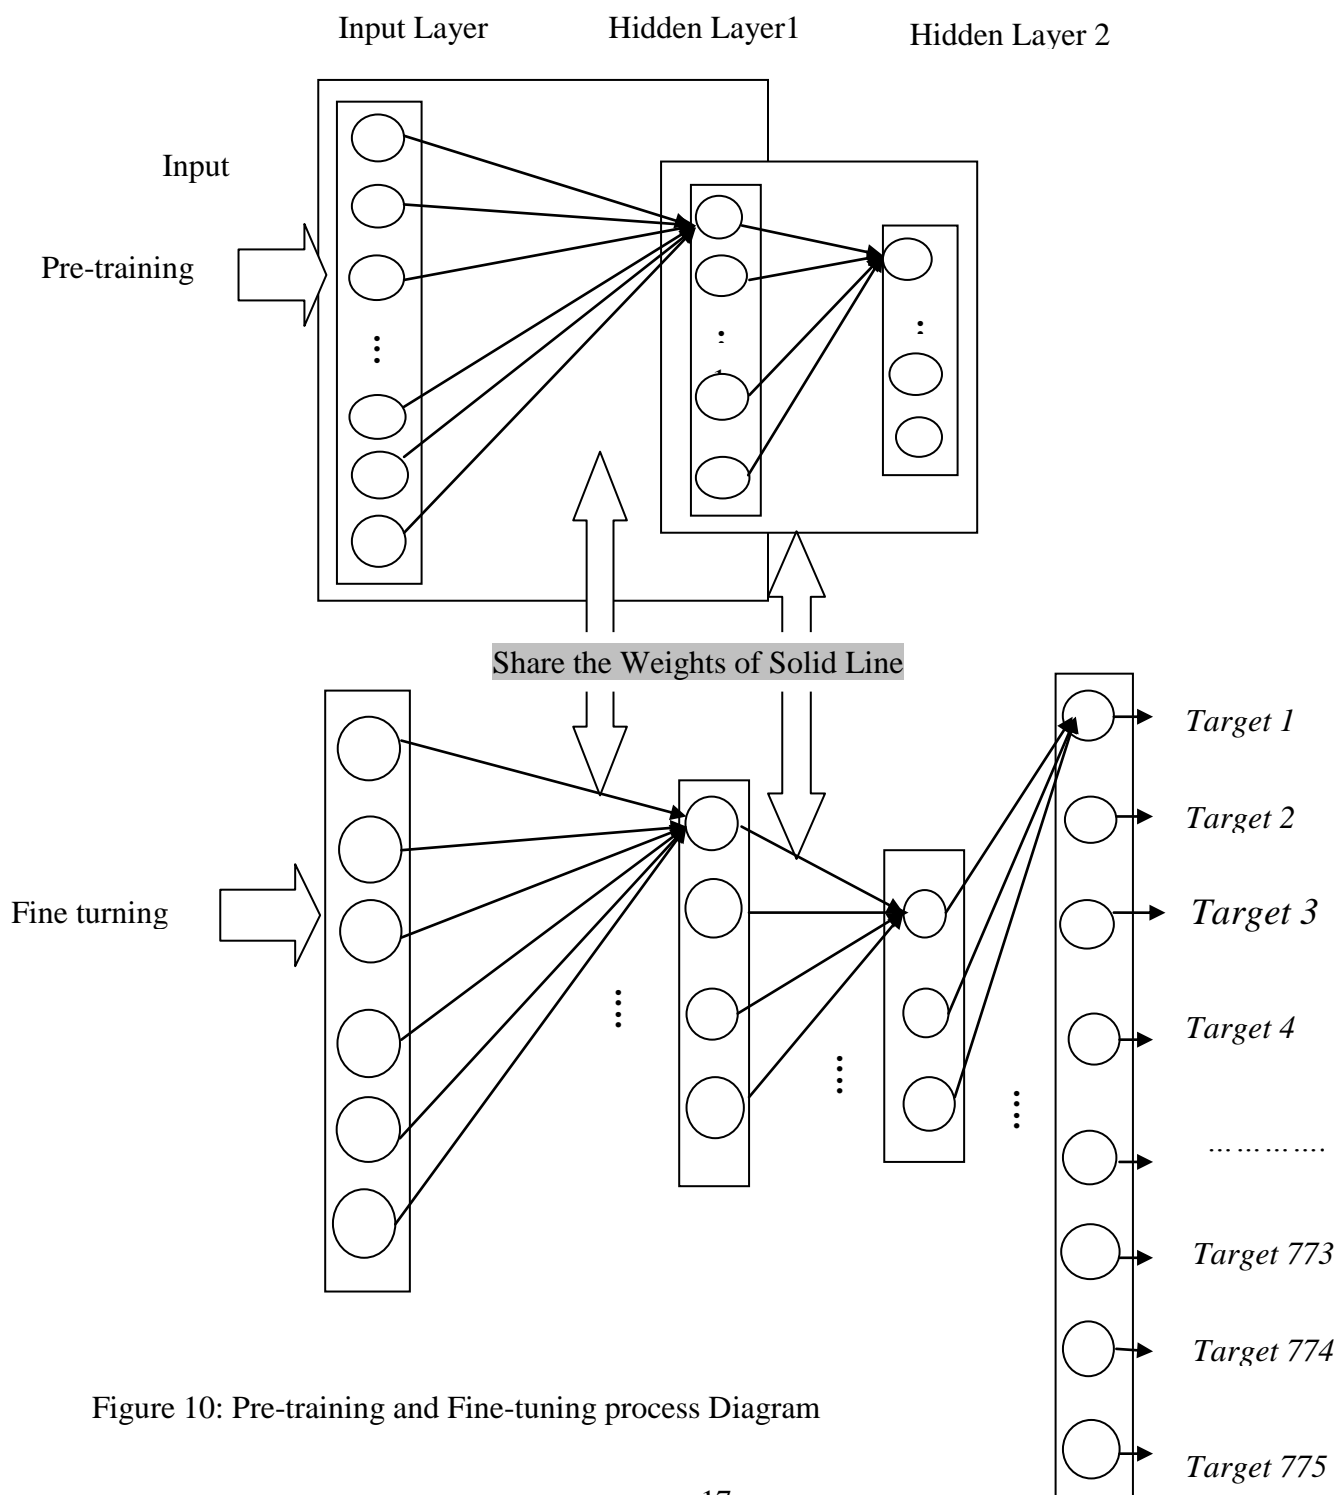 Input Layer
Hidden Layer1
Hidden Layer 2
Input
Pre-training
Share the Weights of Solid Line
Target 1
Target 2
Fine turning
Target 3
Target 4
………….
Target 773
Target 774
Figure 10: Pre-training and Fine-tuning process Diagram
Target 775
17